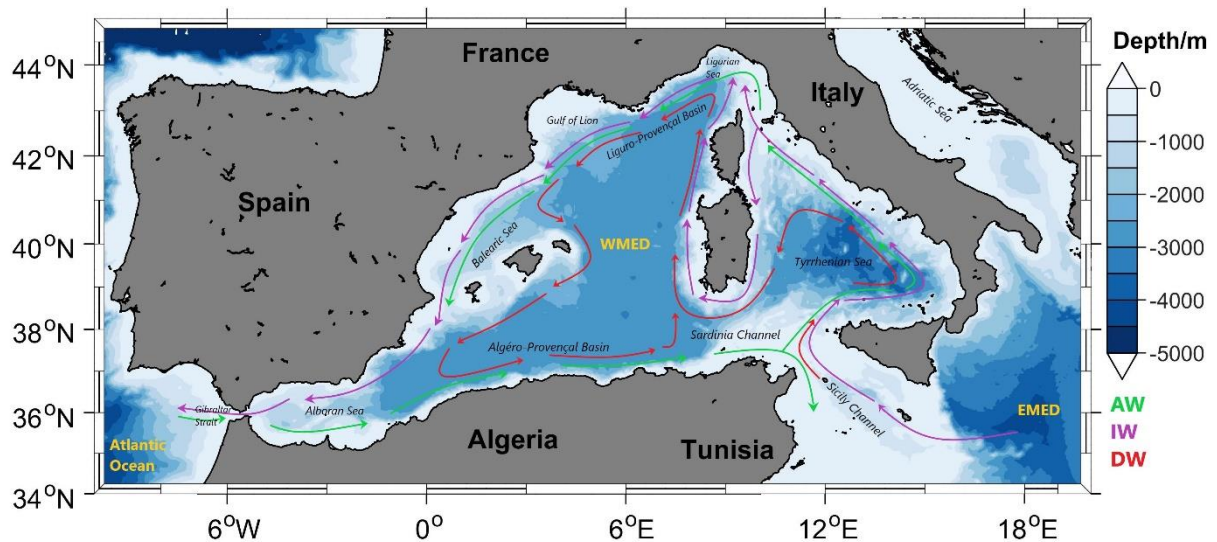 44°N
42°N
40°N
38°N
36°N
34°N
6°W
0°
6°E
12°E
18°E
France
Spain
Italy
Algeria
Tunisia
Ligurian
Sea
Adriatic Sea
Gulf of Lion
Liguro-Provençal Basin
Balearic Sea
WMED
Tyrrhenian Sea
Sardinia Channel
Algéro-Provençal Basin
Sicily Channel
Gibraltar
Strait
Alboran Sea
EMED
Atlantic
Ocean
Depth/m
0
-1000
-2000
-3000
-4000
-5000
AW
IW
DW